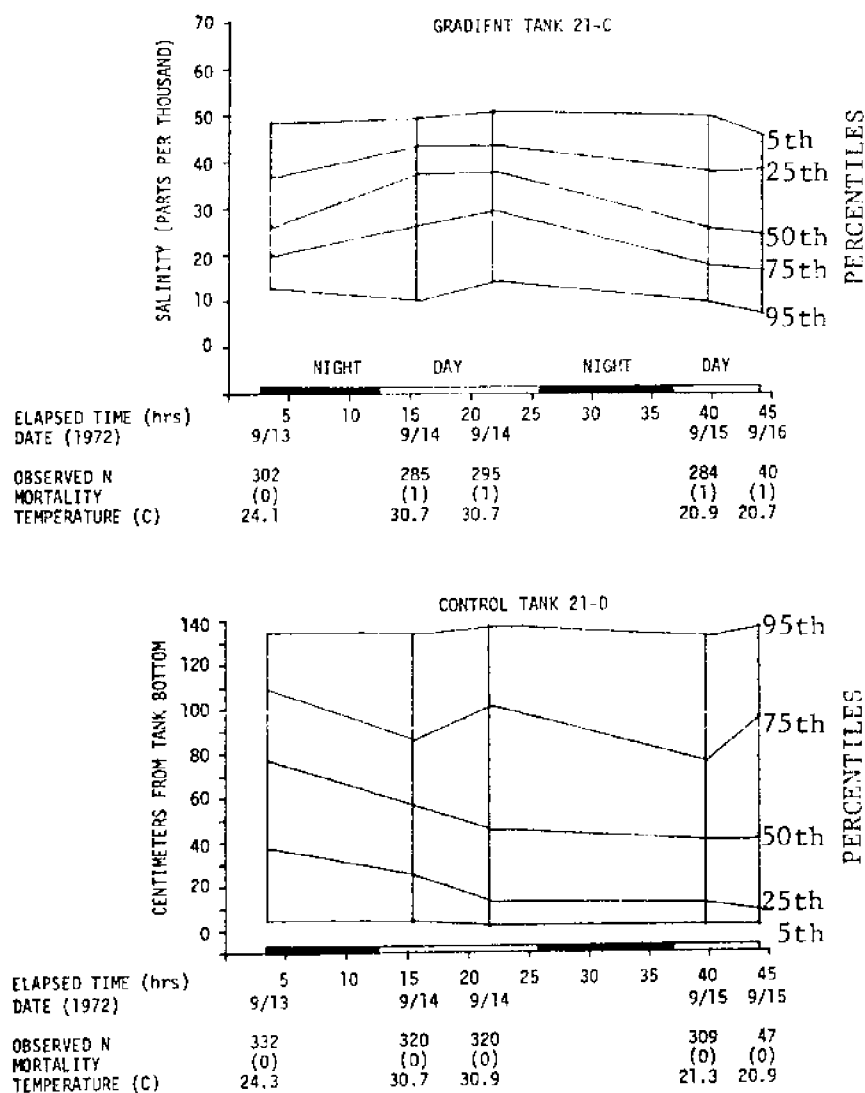 GRADIENT TANK 21-C
SALINITY (PARTS PER THOUSAND)
70
60
50
40
30
20
10
0
5th
25th
50th
75th
95th
PERCENTILES
NIGHT DAY NIGHT DAY
ELAPSED TIME (hrs) 5 10 15 20 25 30 35 40 45
DATE (1972) 9/13 9/14 9/14 9/15 9/16
OBSERVED N 302 285 295 284 40
MORTALITY (0) (1) (1) (1) (1)
TEMPERATURE (C) 24.1 30.7 30.7 20.9 20.7
CONTROL TANK 21-D
CENTIMETERS FROM TANK BOTTOM
140
120
100
80
60
40
20
0
95th
75th
50th
25th
5th
PERCENTILES
ELAPSED TIME (hrs) 5 10 15 20 25 30 35 40 45
DATE (1972) 9/13 9/14 9/14 9/15 9/15
OBSERVED N 332 320 320 309 47
MORTALITY (0) (0) (0) (0) (0)
TEMPERATURE (C) 24.3 30.7 30.9 21.3 20.9